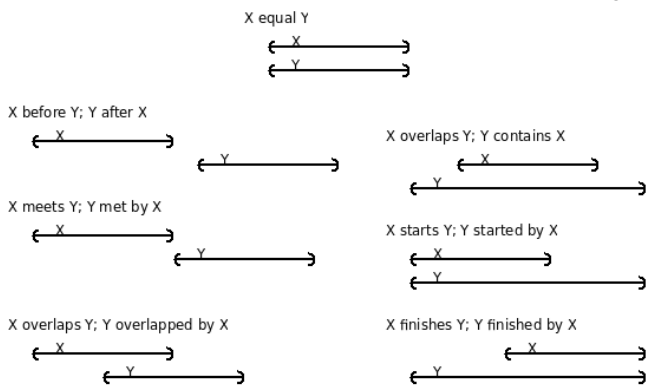 X equal Y
X
Y
X before Y; Y after X
X
Y
X meets Y; Y met by X
X
Y
X overlaps Y; Y overlapped by X
X
Y
X overlaps Y; Y contains X
X
Y
X starts Y; Y started by X
X
Y
X finishes Y; Y finished by X
X
Y